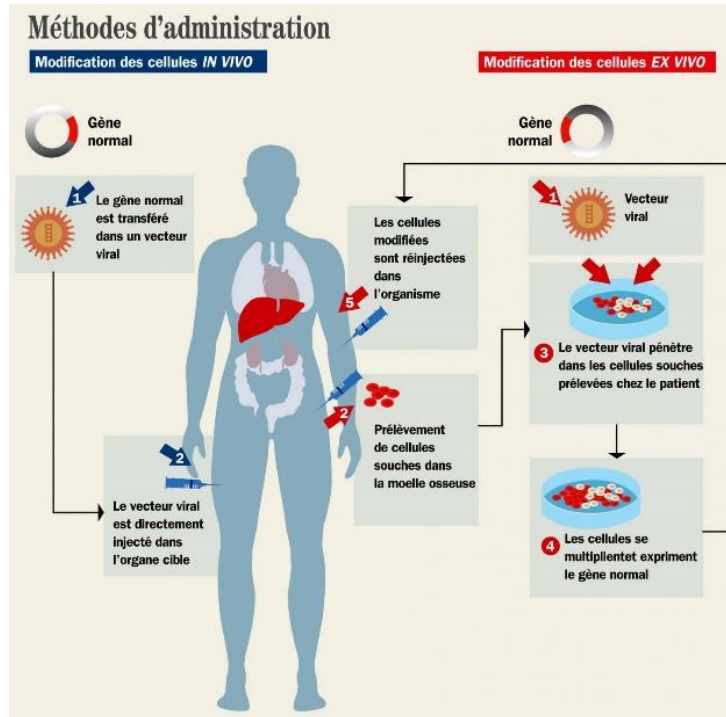 Méthodes d'administration
Modification des cellules IN VIVO
Gène
normal
1
Le gène normal
est transféré
dans un vecteur
viral
2
Le vecteur viral
est directement
injecté dans
l'organe cible
Modification des cellules EX VIVO
Gène
normal
1
Vecteur
viral
2
Prélèvement
de cellules
souches dans
la moelle osseuse
3
Le vecteur viral pénètre
dans les cellules souches
prélevées chez le patient
4
Les cellules se
multiplientet expriment
le gène normal
Les cellules
modifiées
sont réinjectées
dans
l'organisme
5